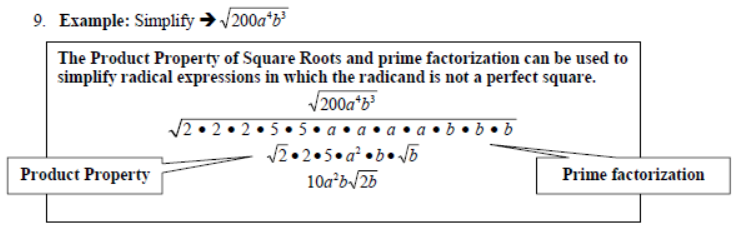 9. Example: Simplify ➔ √200a⁴b³
The Product Property of Square Roots and prime factorization can be used to
simplify radical expressions in which the radicand is not a perfect square.
√200a⁴b³
√2 • 2 • 2 • 5 • 5 • a • a • a • a • b • b • b
√2 • 2 • 5 • a² • b • √b
Product Property
Prime factorization
10a²b√2b